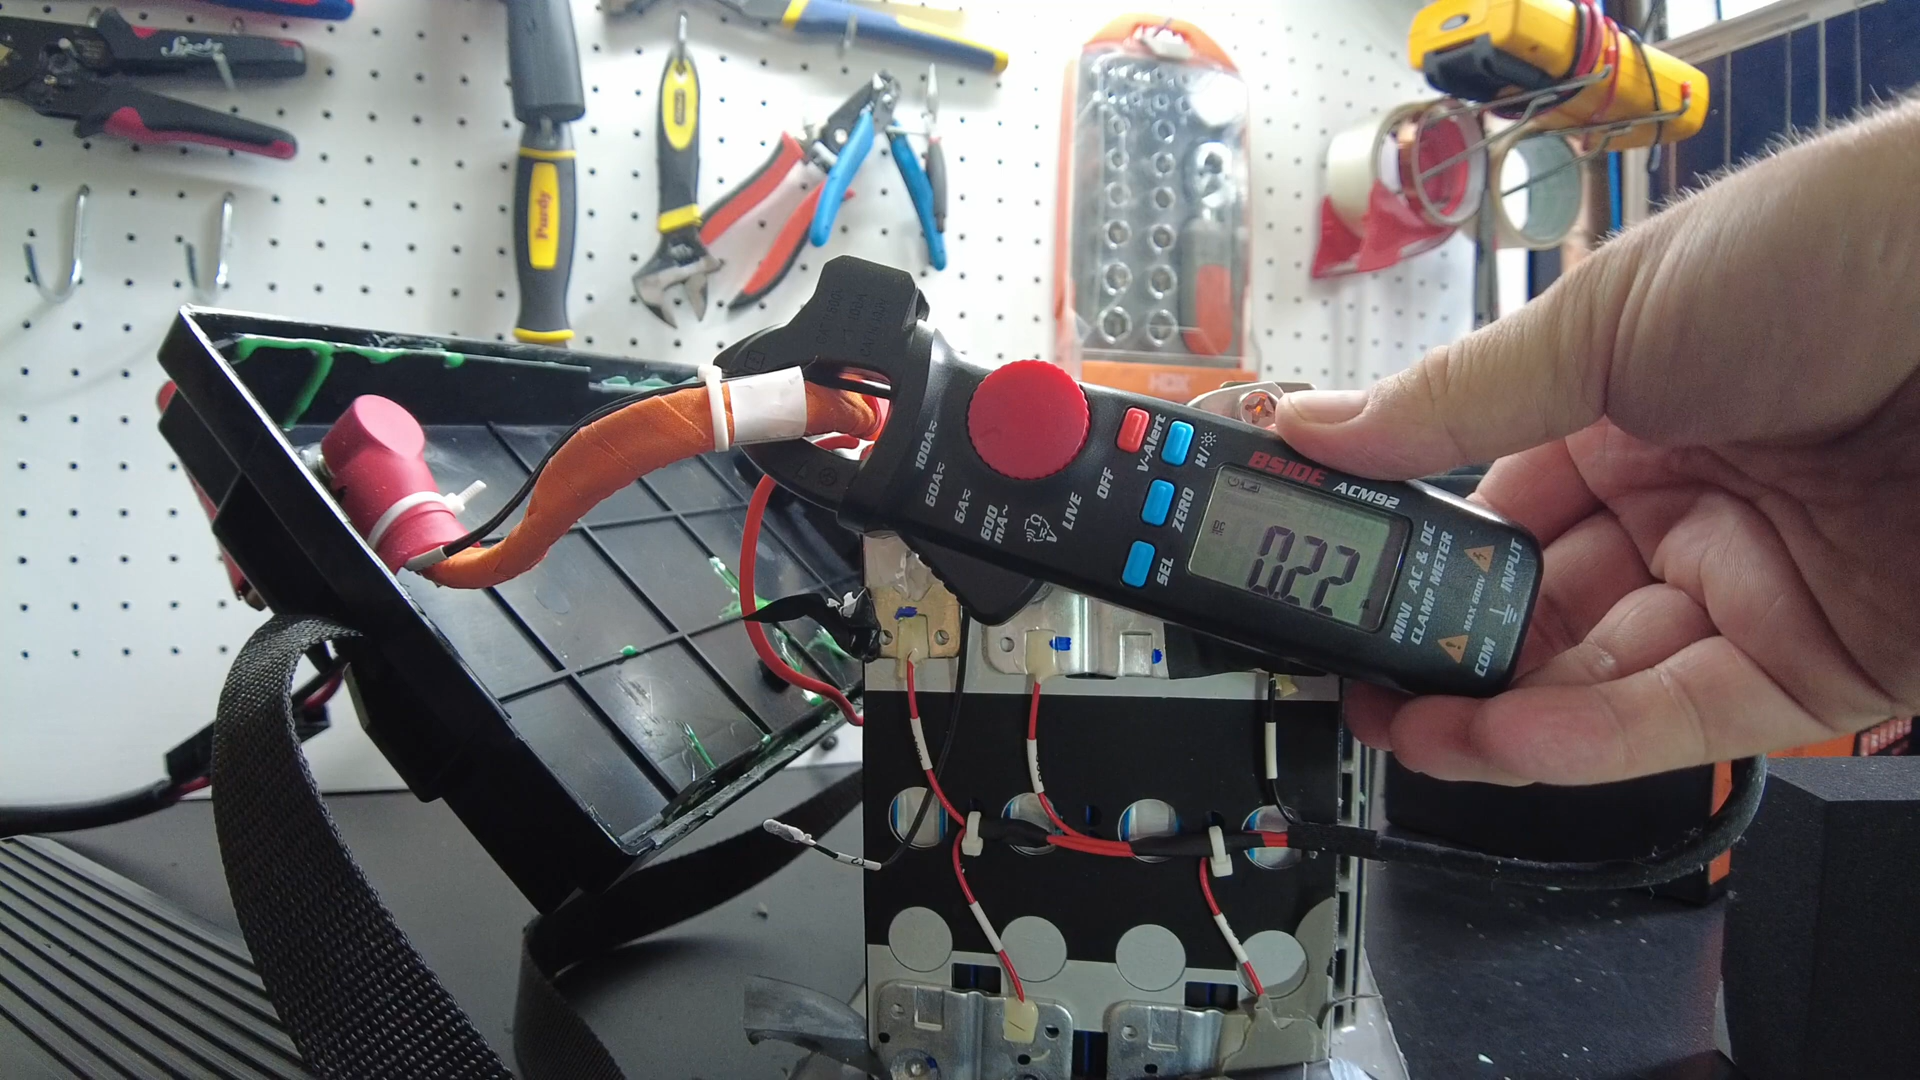 Purdy
HDX
100A
60A
6A
600
mA~
V
LIVE
OFF
V-Alert
H/
ZERO
SEL
BSIDE
ACM92
DC
0.22
A
MINI AC & DC
CLAMP METER
MAX 600V
COM
INPUT